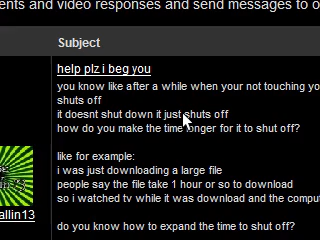 ents and video responses and send messages to o
Subject
help plz i beg you
you know like after a while when your not touching yo
shuts off
it doesnt shut down it just shuts off
how do you make the time longer for it to shut off?
like for example:
i was just downloading a large file
people say the file take 1 hour or so to download
so i watched tv while it was download and the comput
do you know how to expand the time to shut off?
allin13